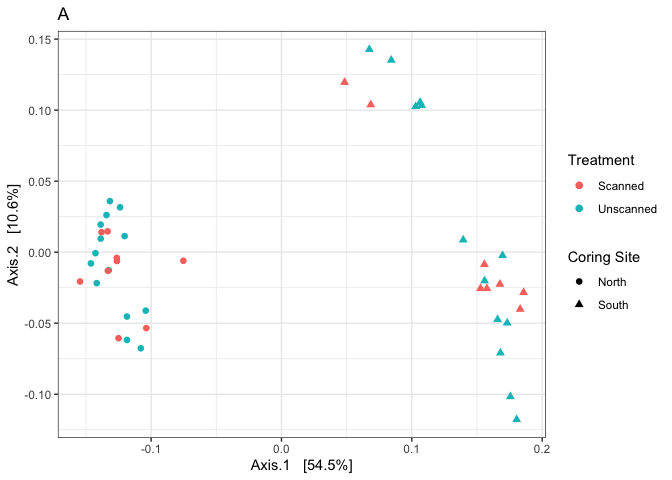 A
0.15
0.10
0.05
0.00
-0.05
-0.10
Axis.2 [10.6%]
-0.1
0.0
0.1
0.2
Axis.1 [54.5%]
Treatment
Scanned
Unscanned
Coring Site
North
South